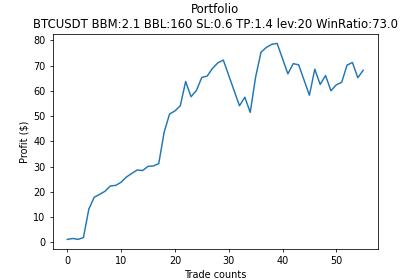 Portfolio
BTCUSDT BBM:2.1 BBL:160 SL:0.6 TP:1.4 lev:20 WinRatio:73.0
80
70
60
50
40
30
20
10
0
Profit ($)
0 10 20 30 40 50
Trade counts